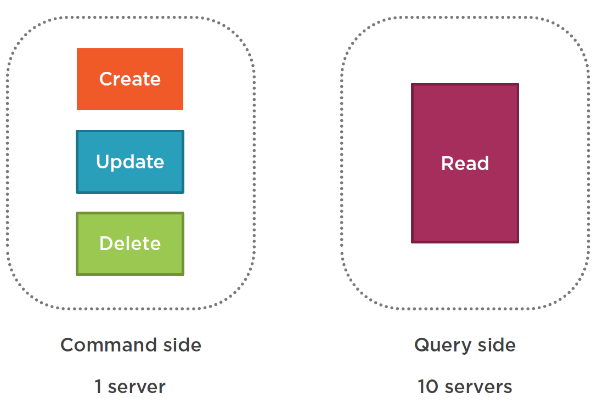 Create
Update
Delete
Command side
1 server
Read
Query side
10 servers